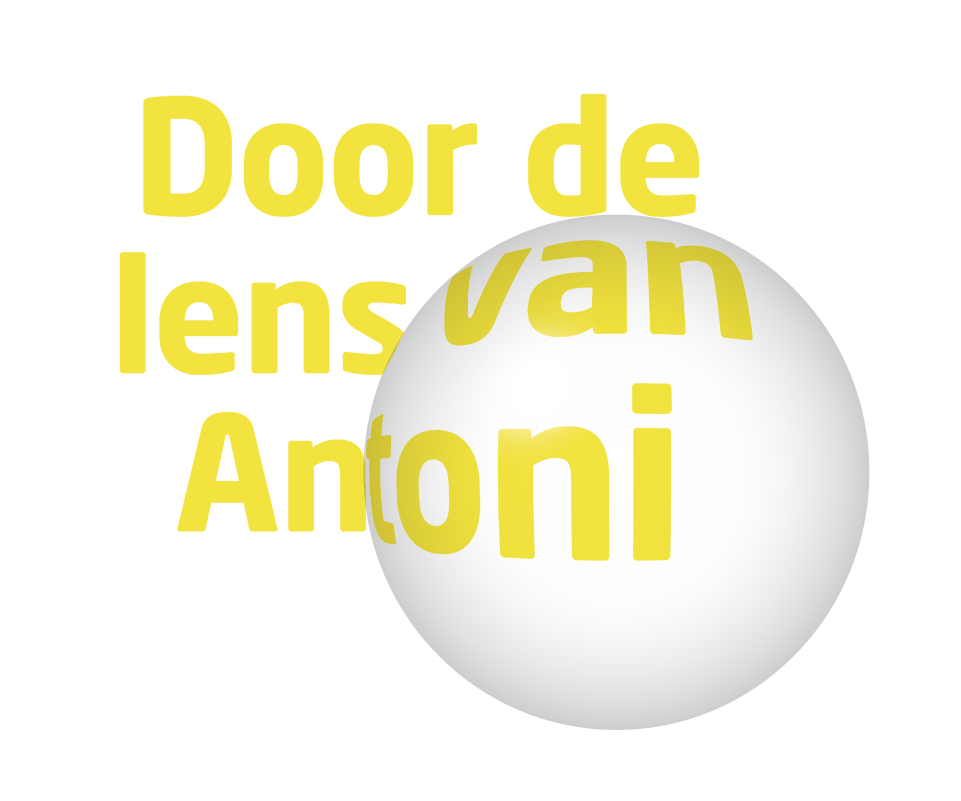 Door de
lens van
Antoni